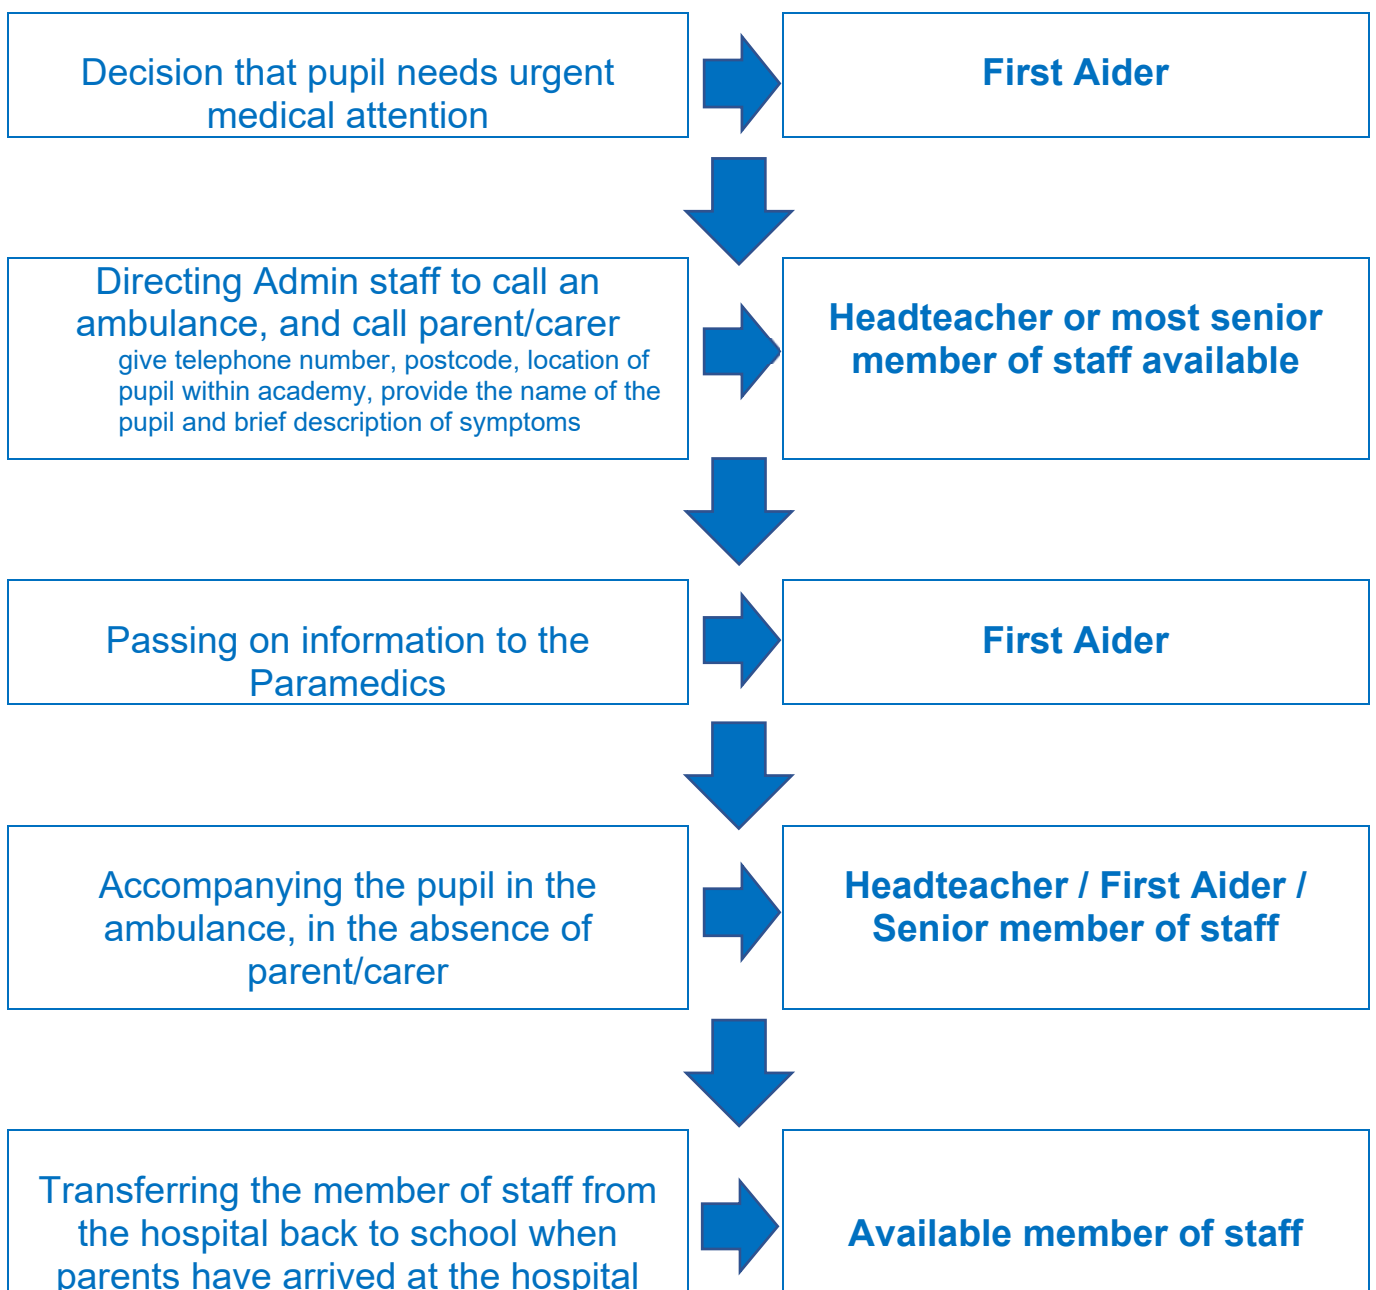 Decision that pupil needs urgent
medical attention
First Aider
Directing Admin staff to call an
ambulance, and call parent/carer
give telephone number, postcode, location of
pupil within academy, provide the name of the
pupil and brief description of symptoms
Headteacher or most senior
member of staff available
Passing on information to the
Paramedics
First Aider
Accompanying the pupil in the
ambulance, in the absence of
parent/carer
Headteacher / First Aider /
Senior member of staff
Transferring the member of staff from
the hospital back to school when
parents have arrived at the hospital
Available member of staff